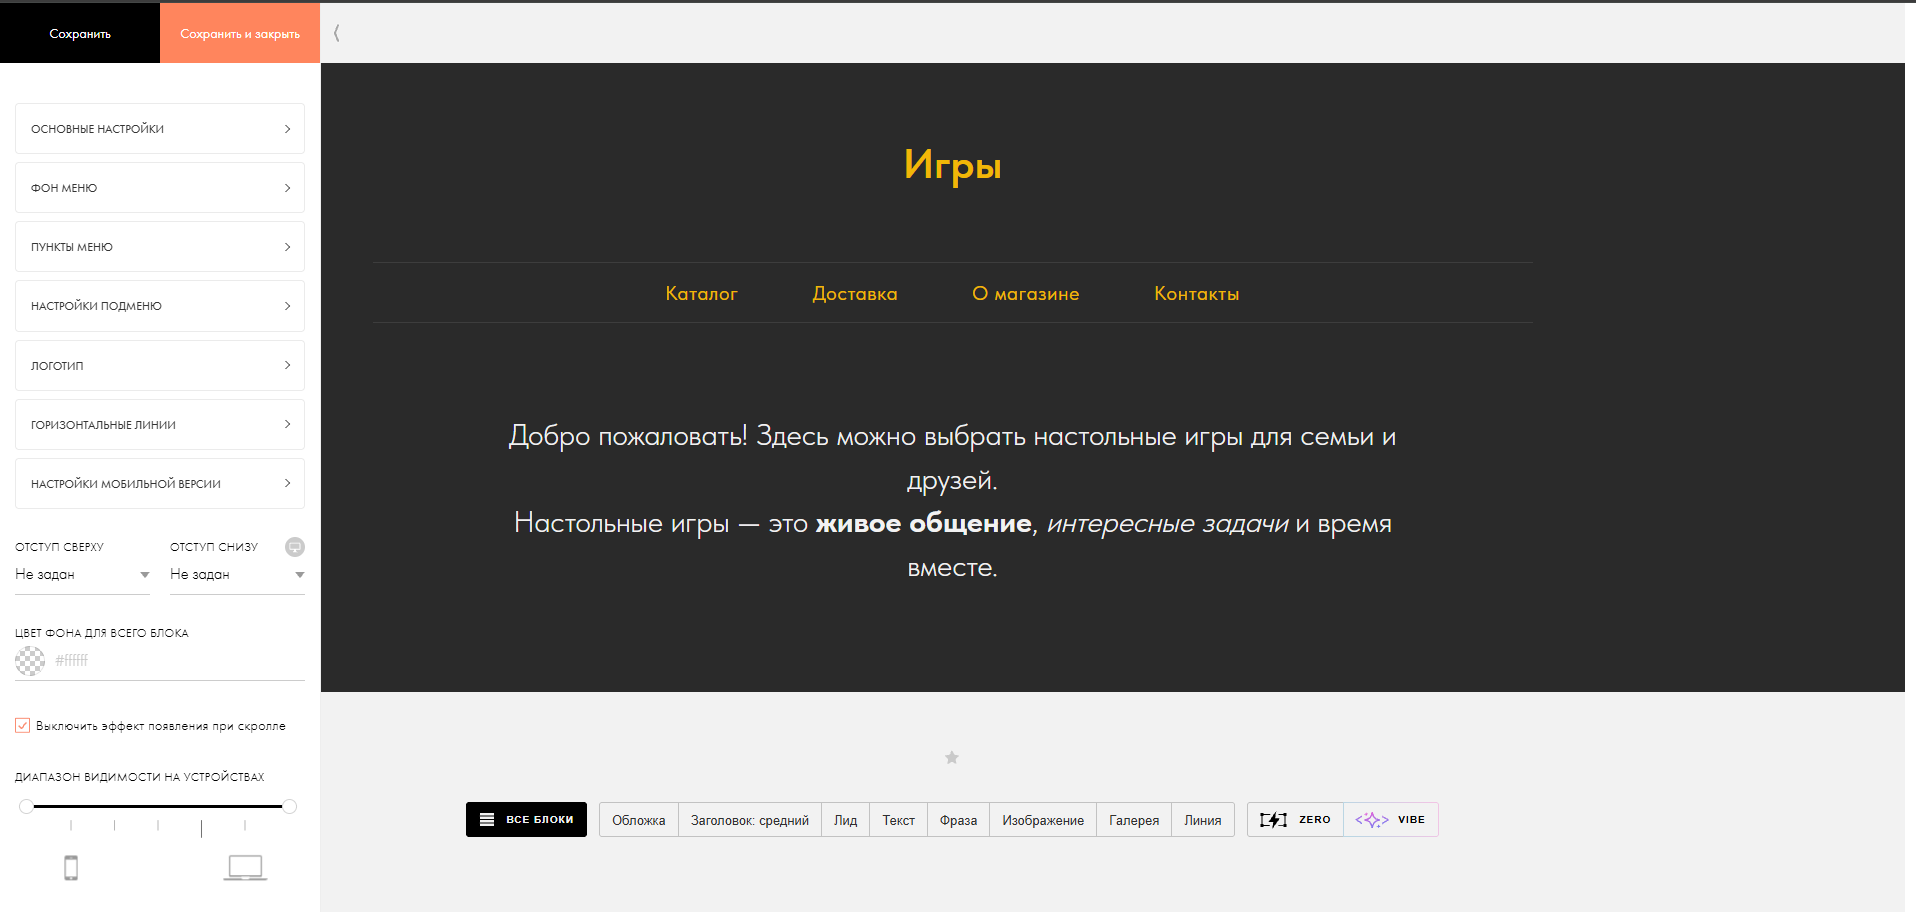 Сохранить
Сохранить и закрыть
ОСНОВНЫЕ НАСТРОЙКИ
ФОН МЕНЮ
ПУНКТЫ МЕНЮ
НАСТРОЙКИ ПОДМЕНЮ
ЛОГОТИП
ГОРИЗОНТАЛЬНЫЕ ЛИНИИ
НАСТРОЙКИ МОБИЛЬНОЙ ВЕРСИИ
ОТСТУП СВЕРХУ ОТСТУП СНИЗУ
Не задан Не задан
ЦВЕТ ФОНА ДЛЯ ВСЕГО БЛОКА
#ffffff
Выключить эффект появления при скролле
ДИАПАЗОН ВИДИМОСТИ НА УСТРОЙСТВАХ
Игры
Каталог Доставка О магазине Контакты
Добро пожаловать! Здесь можно выбрать настольные игры для семьи и
друзей.
Настольные игры — это живое общение, интересные задачи и время
вместе.
ВСЕ БЛОКИ Обложка Заголовок: средний Лид Текст Фраза Изображение Галерея Линия ZERO VIBE